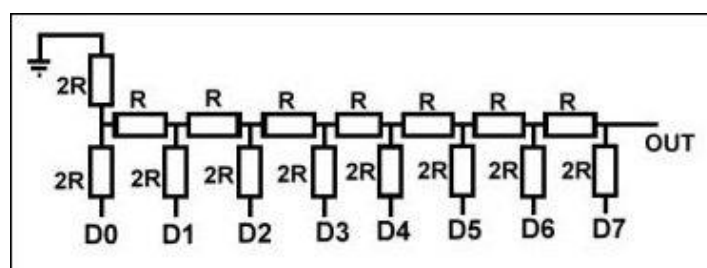 2R R R R R R R R
OUT
2R 2R 2R 2R 2R 2R 2R 2R
D0 D1 D2 D3 D4 D5 D6 D7